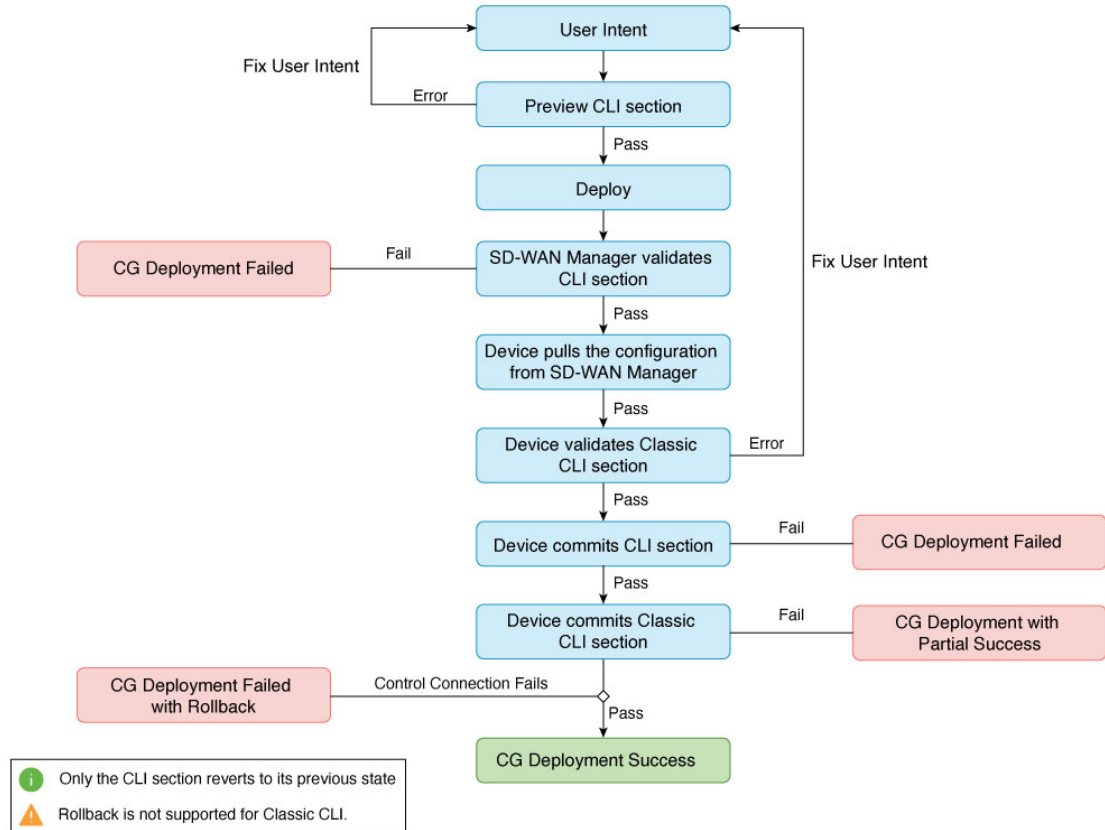 User Intent
Fix User Intent
Error
Preview CLI section
Pass
Deploy
CG Deployment Failed
Fail
SD-WAN Manager validates
CLI section
Fix User Intent
Pass
Device pulls the configuration
from SD-WAN Manager
Pass
Device validates Classic
CLI section
Error
Pass
Device commits CLI section
Fail
CG Deployment Failed
Pass
Device commits Classic
CLI section
Fail
CG Deployment with
Partial Success
CG Deployment Failed
with Rollback
Control Connection Fails
Pass
CG Deployment Success
i Only the CLI section reverts to its previous state
! Rollback is not supported for Classic CLI.